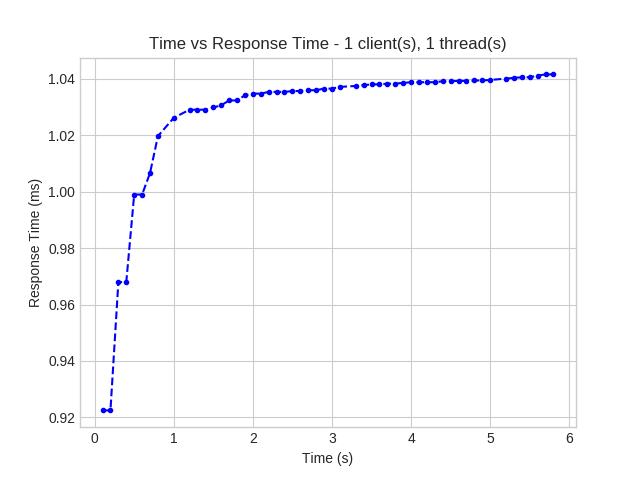 Time vs Response Time - 1 client(s), 1 thread(s)
Response Time (ms)
1.04
1.02
1.00
0.98
0.96
0.94
0.92
0 1 2 3 4 5 6
Time (s)